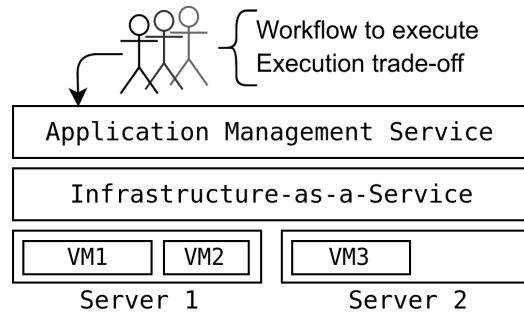 Workflow to execute
Execution trade-off
Application Management Service
Infrastructure-as-a-Service
VM1
VM2
VM3
Server 1
Server 2